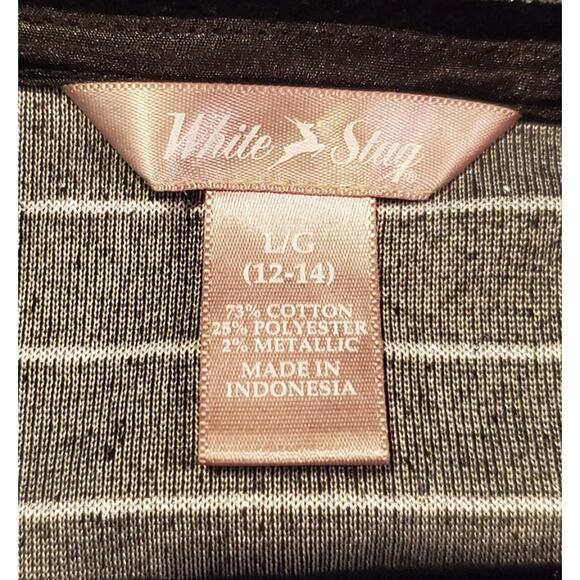 White Stag®
L/G
(12-14)
73% COTTON
25% POLYESTER
2% METALLIC
MADE IN
INDONESIA